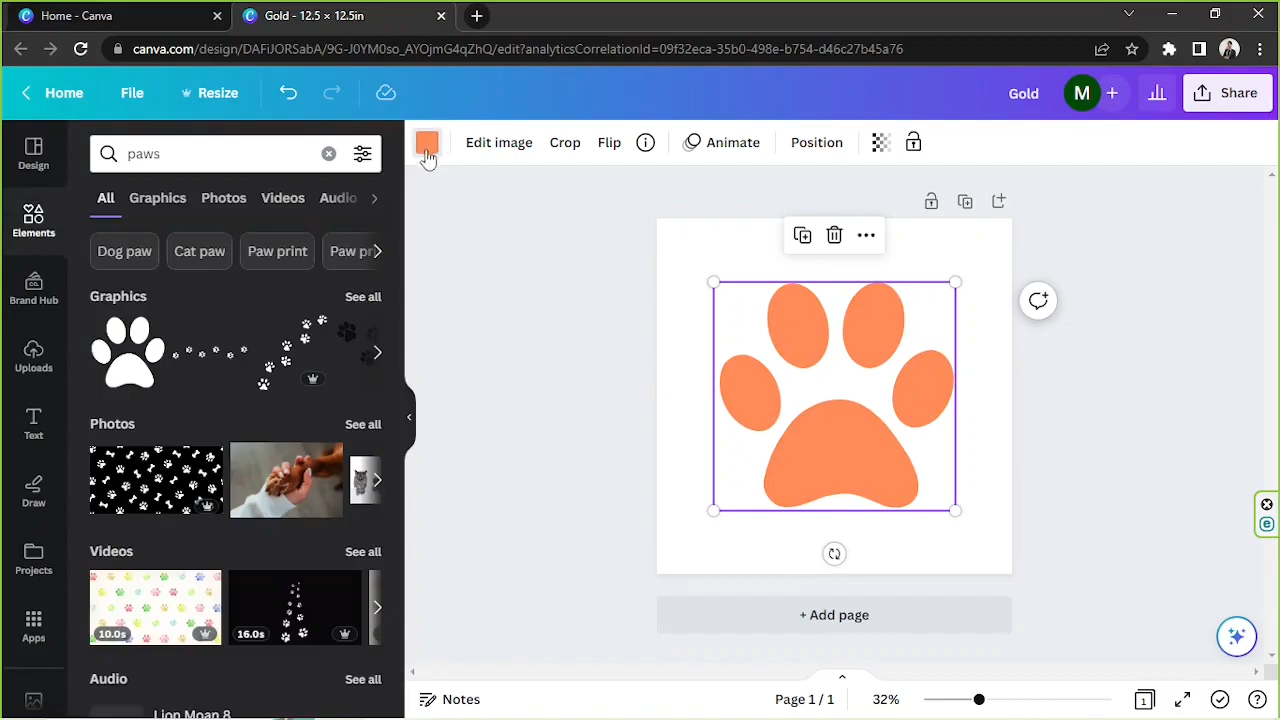 Home - Canva
Gold - 12.5 × 12.5in
canva.com/design/DAFiJORSabA/9G-J0YM0so_AYOjmG4qZhQ/edit?analyticsCorrelationId=09f32eca-35b0-498e-b754-d46c27b45a76
Home File Resize Gold M Share
Design
Elements
Brand Hub
Uploads
Text
Draw
Projects
Apps
paws
All Graphics Photos Videos Audio
Dog paw Cat paw Paw print Paw pr
Graphics See all
Photos See all
Videos See all
10.0s 16.0s
Audio See all
Lion Moan 8
Edit image Crop Flip Animate Position
+ Add page
Notes Page 1 / 1 32% 1